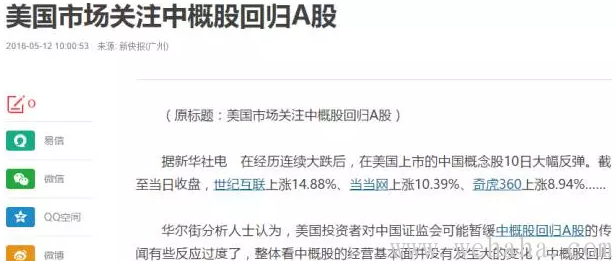 美国市场关注中概股回归A股
2016-05-12 10:00:53 来源: 新快报(广州)
0
（原标题：美国市场关注中概股回归A股）
易信
据新华社电 在经历连续大跌后，在美国上市的中国概念股10日大幅反弹。截
微信
至当日收盘，世纪互联上涨14.88%、当当网上涨10.39%、奇虎360上涨8.94%……
QQ空间
华尔街分析人士认为，美国投资者对中国证监会可能暂缓中概股回归A股的传
微博
闻有些反应过度了，整体看中概股的经营基本面并没有发生大的变化，中概股回归